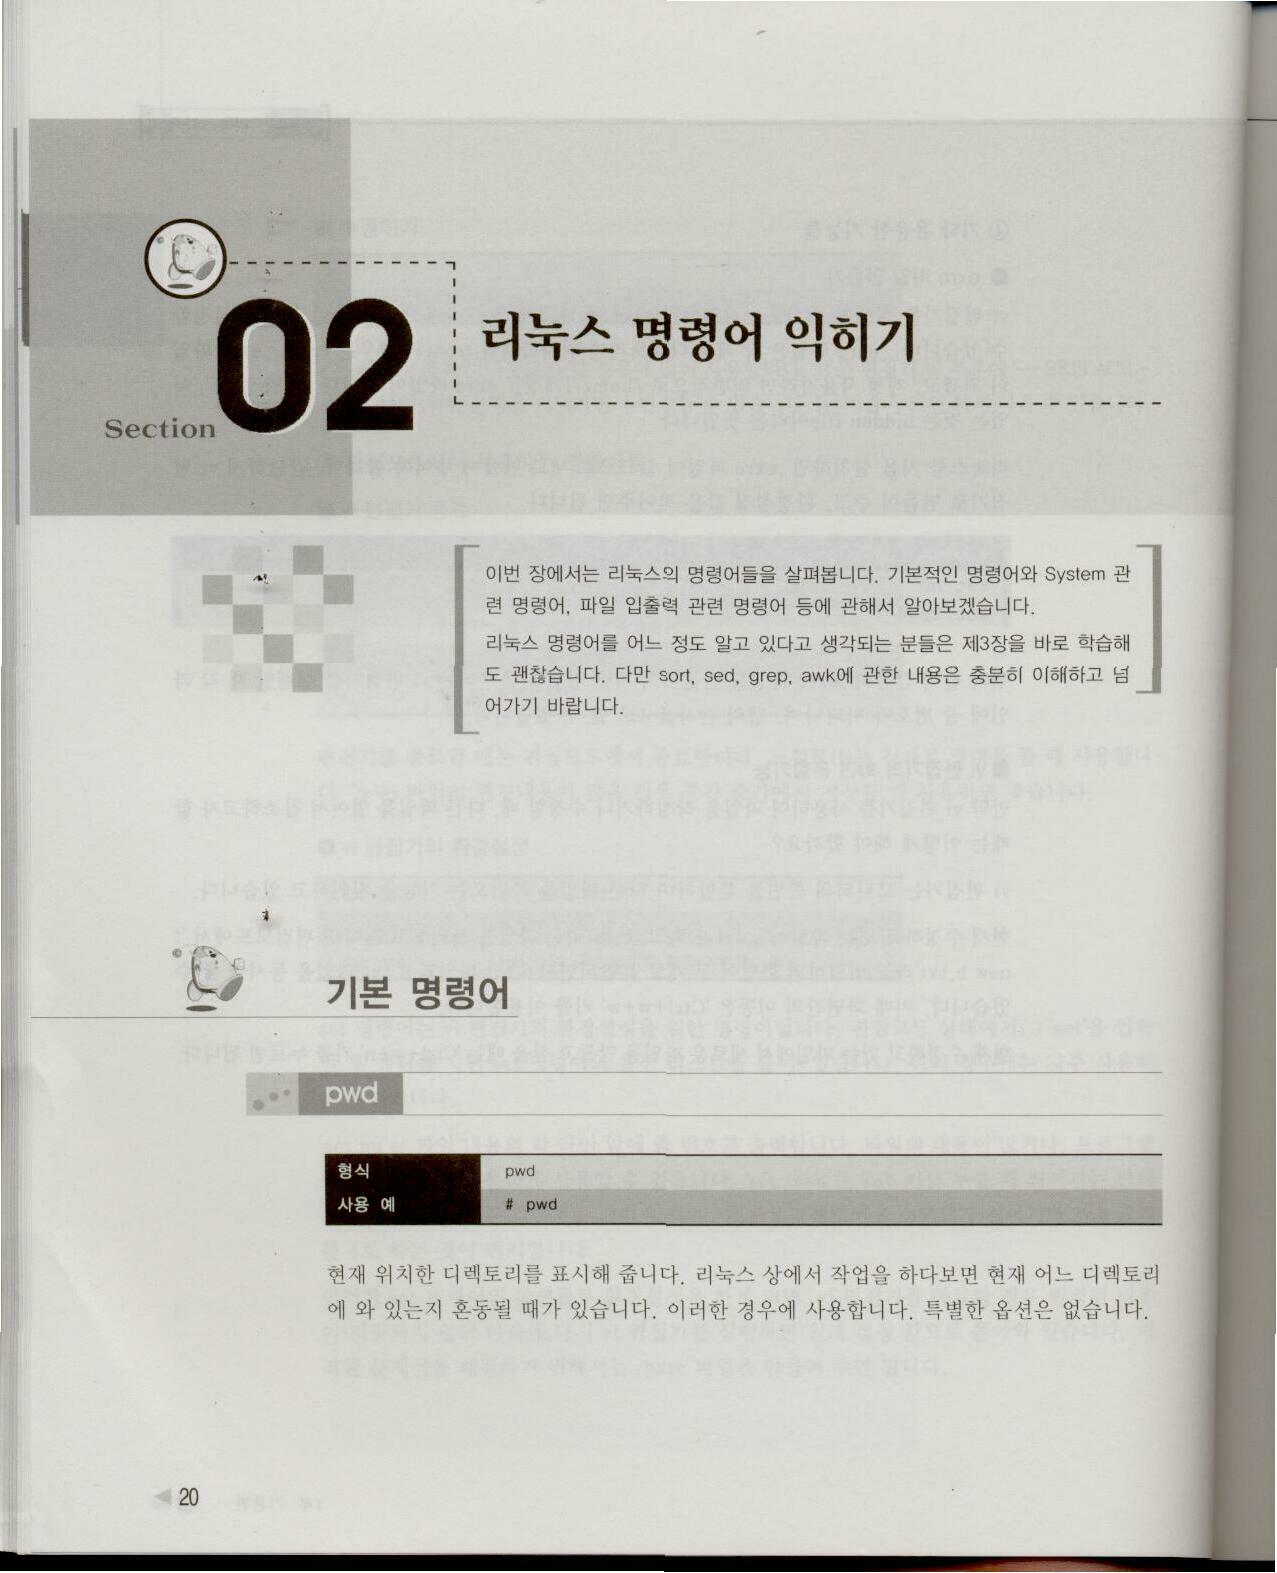 Section 02
리눅스 명령어 익히기
이번 장에서는 리눅스의 명령어들을 살펴봅니다. 기본적인 명령어와 System 관
련 명령어, 파일 입출력 관련 명령어 등에 관해서 알아보겠습니다.
리눅스 명령어를 어느 정도 알고 있다고 생각되는 분들은 제3장을 바로 학습해
도 괜찮습니다. 다만 sort, sed, grep, awk에 관한 내용은 충분히 이해하고 넘
어가기 바랍니다.
기본 명령어
pwd
형식 pwd
사용 예 # pwd
현재 위치한 디렉토리를 표시해 줍니다. 리눅스 상에서 작업을 하다보면 현재 어느 디렉토리
에 와 있는지 혼동될 때가 있습니다. 이러한 경우에 사용합니다. 특별한 옵션은 없습니다.
20